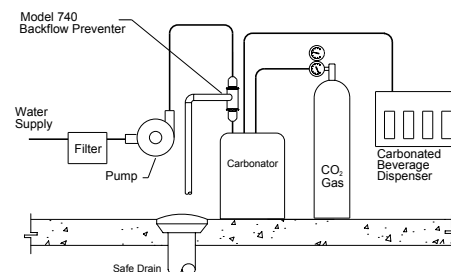 Model 740
Backflow Preventer
Water
Supply
Filter
Pump
Carbonator
CO₂
Gas
Carbonated
Beverage
Dispenser
Safe Drain